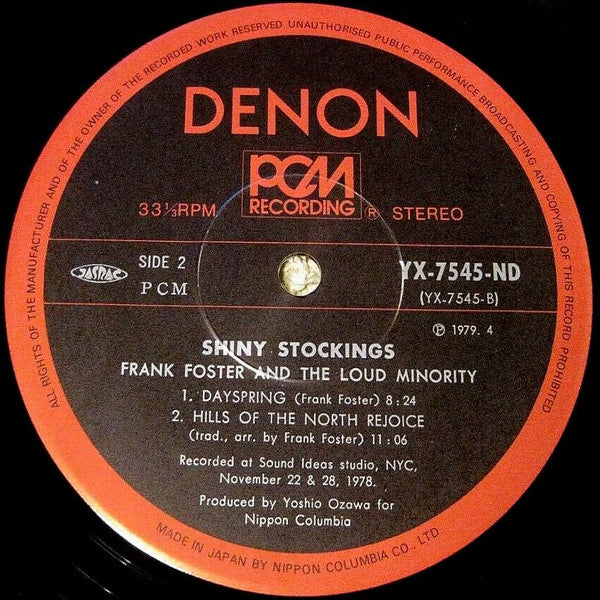 ALL RIGHTS OF THE MANUFACTURER AND OF THE OWNER OF THE RECORDED WORK RESERVED UNAUTHORISED PUBLIC PERFORMANCE BROADCASTING AND COPYING OF THIS RECORD PROHIBITED
DENON
PCM
RECORDING
33⅓RPM
® STEREO
JASRAC
SIDE 2
PCM
YX-7545-ND
(YX-7545-B)
℗ 1979. 4
SHINY STOCKINGS
FRANK FOSTER AND THE LOUD MINORITY
1. DAYSPRING (Frank Foster) 8:24
2. HILLS OF THE NORTH REJOICE
(trad., arr. by Frank Foster) 11:06
Recorded at Sound Ideas studio, NYC,
November 22 & 28, 1978.
Produced by Yoshio Ozawa for
Nippon Columbia
MADE IN JAPAN BY NIPPON COLUMBIA CO., LTD